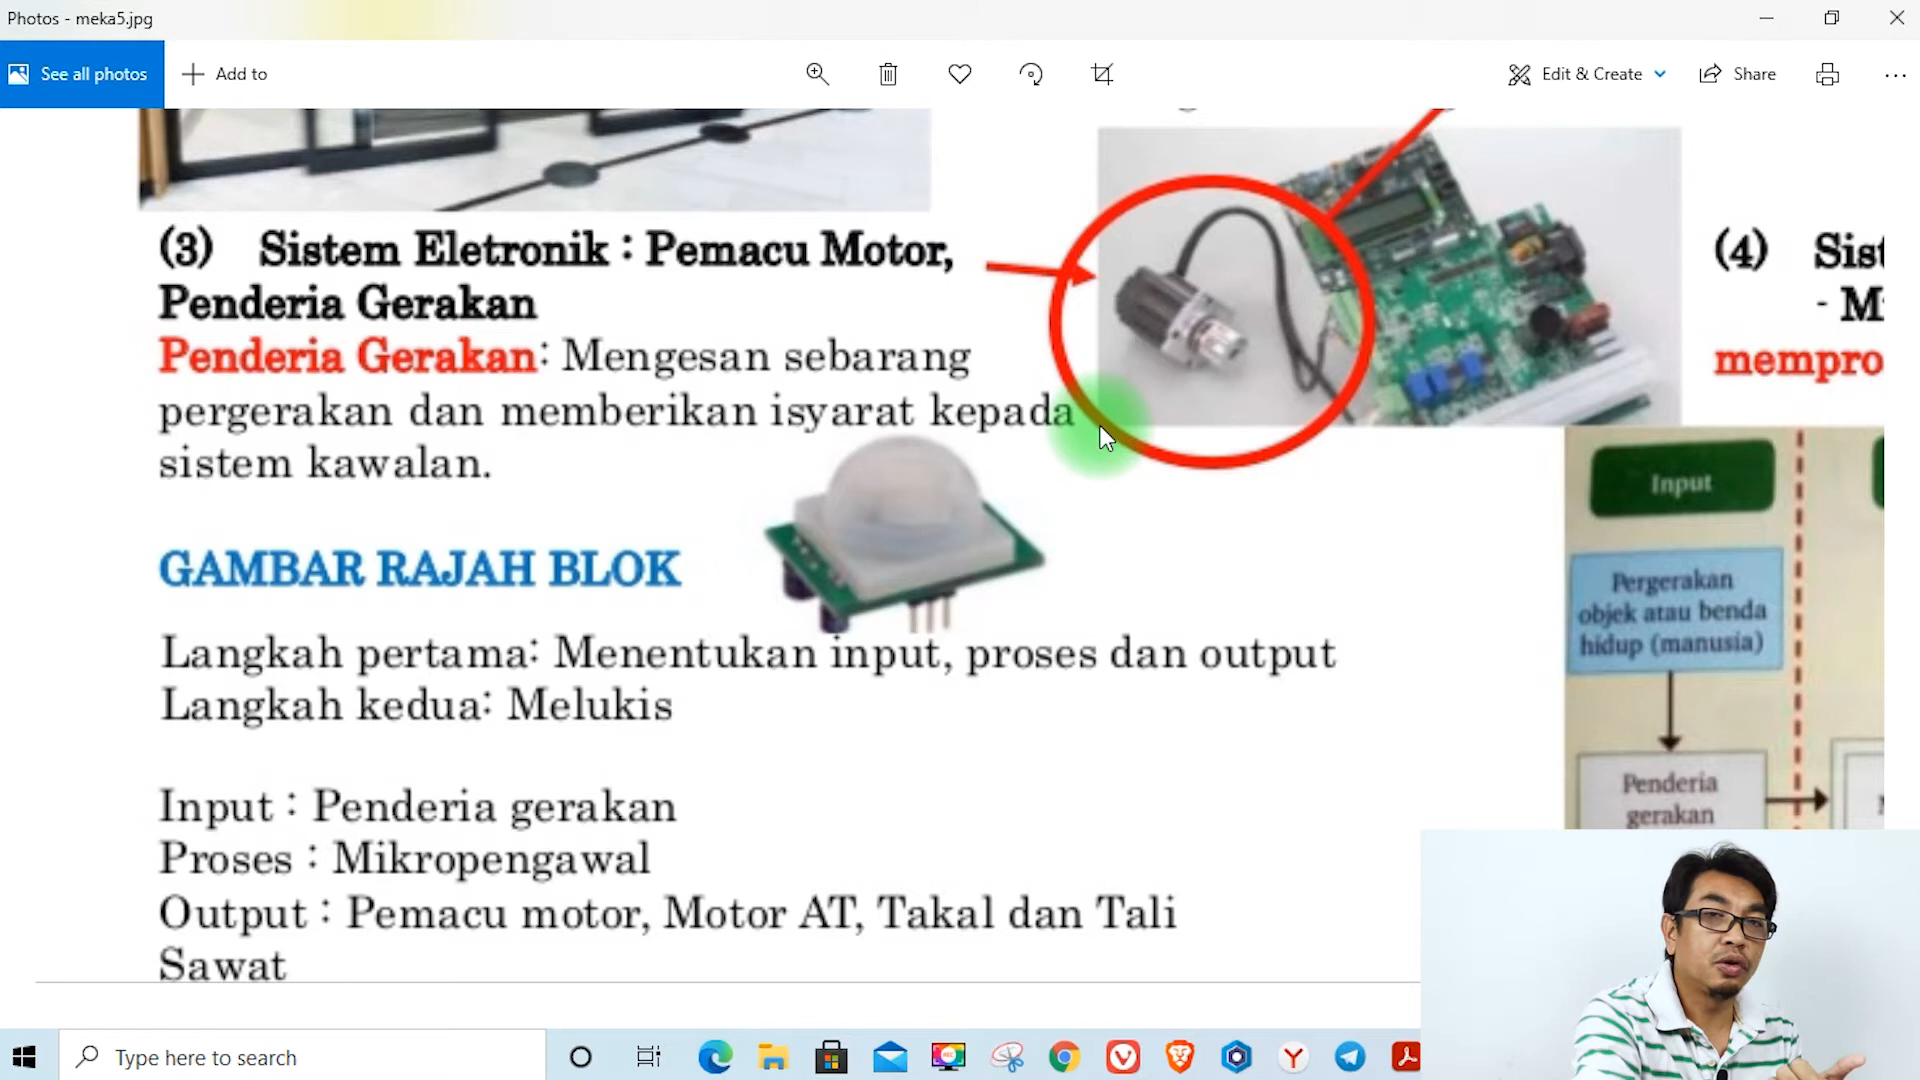 Photos - meka5.jpg
See all photos
Add to
Edit & Create
Share
(3) Sistem Eletronik : Pemacu Motor,
Penderia Gerakan
Penderia Gerakan: Mengesan sebarang
pergerakan dan memberikan isyarat kepada
sistem kawalan.
GAMBAR RAJAH BLOK
Langkah pertama: Menentukan input, proses dan output
Langkah kedua: Melukis
Input : Penderia gerakan
Proses : Mikropengawal
Output : Pemacu motor, Motor AT, Takal dan Tali
Sawat
(4) Sist
- M
mempro
Input
Pergerakan
objek atau benda
hidup (manusia)
Penderia
gerakan
Type here to search